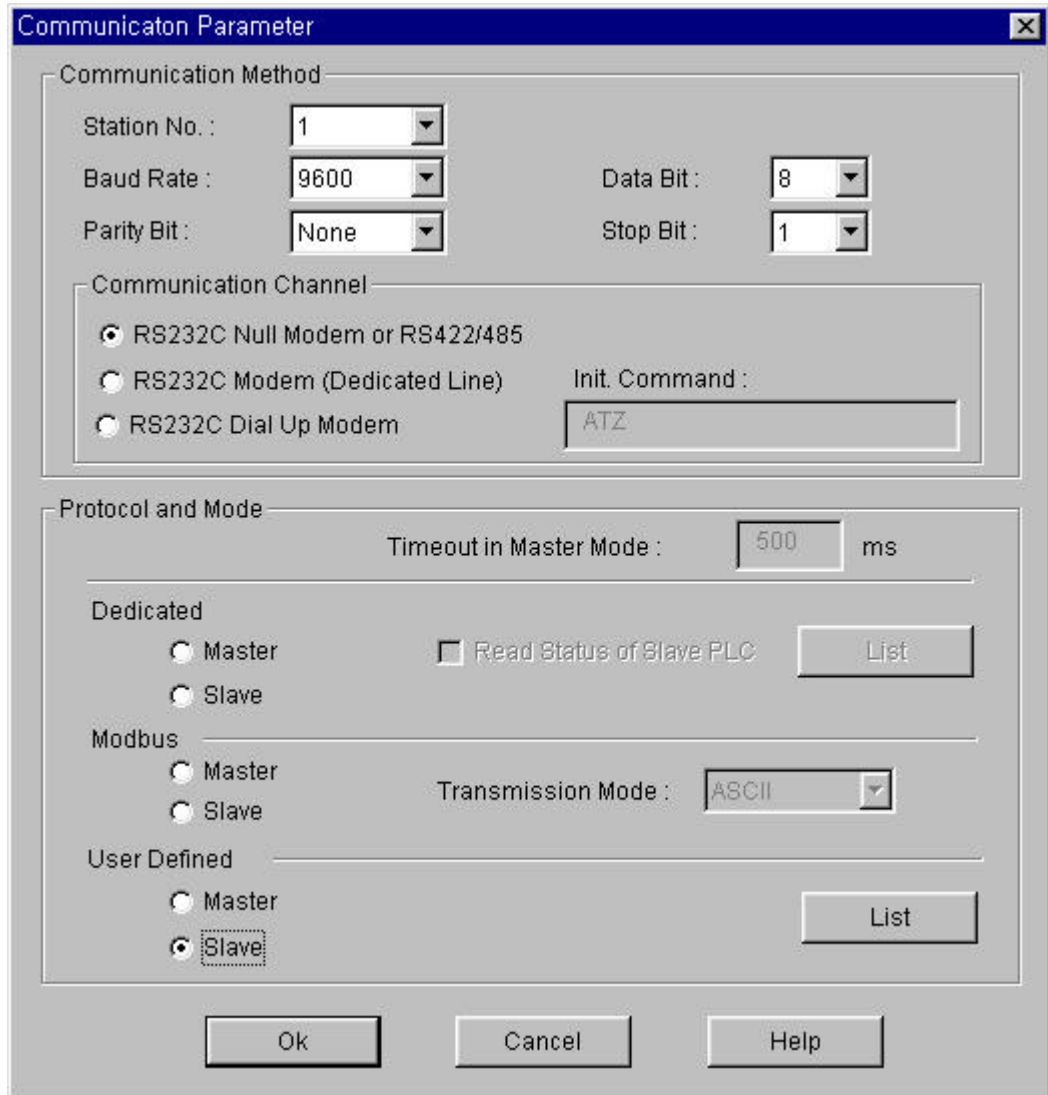 Communicaton Parameter
Communication Method
Station No. : 1
Baud Rate : 9600 Data Bit : 8
Parity Bit : None Stop Bit : 1
Communication Channel
RS232C Null Modem or RS422/485
RS232C Modem (Dedicated Line) Init. Command :
RS232C Dial Up Modem ATZ
Protocol and Mode
Timeout in Master Mode : 500 ms
Dedicated
Master Read Status of Slave PLC List
Slave
Modbus
Master
Transmission Mode : ASCII
Slave
User Defined
Master
List
Slave
Ok Cancel Help